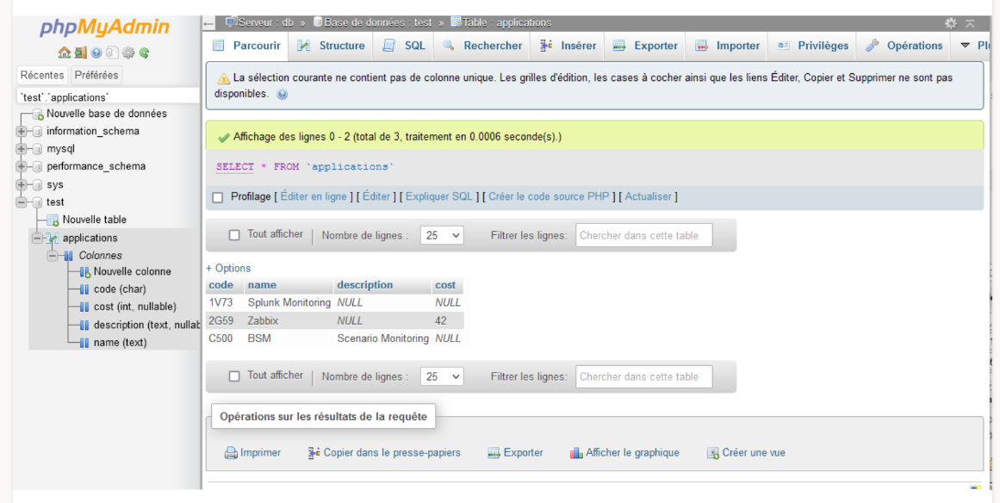 phpMyAdmin
Récentes Préférées
`test`.`applications`
Nouvelle base de données
information_schema
mysql
performance_schema
sys
test
Nouvelle table
applications
Colonnes
Nouvelle colonne
code (char)
cost (int, nullable)
description (text, nullab
name (text)
Serveur : db » Base de données : test » Table : applications
Parcourir Structure SQL Rechercher Insérer Exporter Importer Privilèges Opérations Pl
La sélection courante ne contient pas de colonne unique. Les grilles d'édition, les cases à cocher ainsi que les liens Éditer, Copier et Supprimer ne sont pas
disponibles.
Affichage des lignes 0 - 2 (total de 3, traitement en 0.0006 seconde(s).)
SELECT * FROM `applications`
Profilage [ Éditer en ligne ] [ Éditer ] [ Expliquer SQL ] [ Créer le code source PHP ] [ Actualiser ]
Tout afficher | Nombre de lignes : 25 Filtrer les lignes: Chercher dans cette table
+ Options
code name description cost
1V73 Splunk Monitoring NULL NULL
2G59 Zabbix NULL 42
C500 BSM Scenario Monitoring NULL
Tout afficher | Nombre de lignes : 25 Filtrer les lignes: Chercher dans cette table
Opérations sur les résultats de la requête
Imprimer Copier dans le presse-papiers Exporter Afficher le graphique Créer une vue